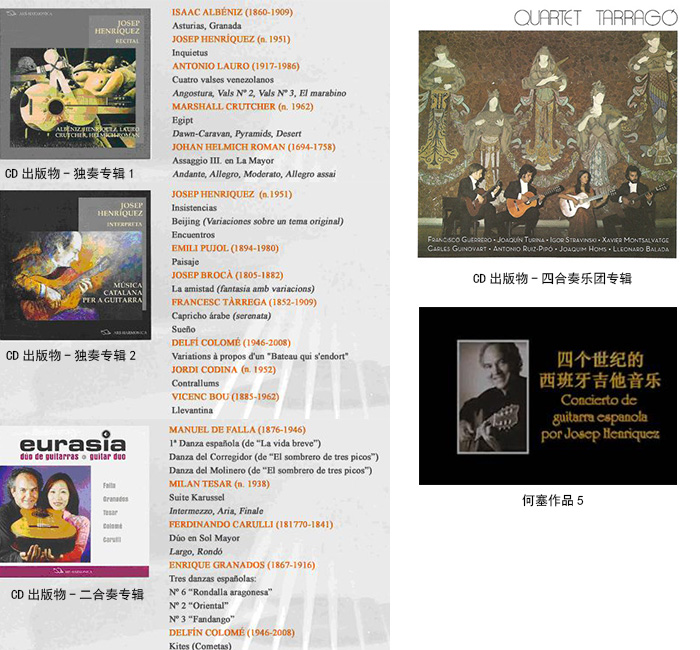 JOSEP
HENRÍQUEZ
RECITAL
ALBÉNIZ, HENRÍQUEZ, LAURO
CRUTCHER, HELMICH ROMAN
CD 出版物 – 独奏专辑 1
ISAAC ALBÉNIZ (1860-1909)
Asturias, Granada
JOSEP HENRÍQUEZ (n. 1951)
Inquietus
ANTONIO LAURO (1917-1986)
Cuatro valses venezolanos
Angostura, Vals Nº 2, Vals Nº 3, El marabino
MARSHALL CRUTCHER (n. 1962)
Egipt
Dawn-Caravan, Pyramids, Desert
JOHAN HELMICH ROMAN (1694-1758)
Assaggio III. en La Mayor
Andante, Allegro, Moderato, Allegro assai
JOSEP
HENRÍQUEZ
INTERPRETA
MÚSICA
CATALANA
PER A GUITARRA
CD 出版物 – 独奏专辑 2
JOSEP HENRIQUEZ (n.1951)
Insistencias
Beijing (Variaciones sobre un tema original)
Encuentros
EMILI PUJOL (1894-1980)
Paisaje
JOSEP BROCÀ (1805-1882)
La amistad (fantasia amb variacions)
FRANCESC TÀRREGA (1852-1909)
Capricho árabe (serenata)
Sueño
DELFÍ COLOMÉ (1946-2008)
Variations à propos d'un "Bateau qui s'endort"
JORDI CODINA (n. 1952)
Contrallums
VICENC BOU (1885-1962)
Llevantina
eurasia
dúo de guitarras guitar duo
Falla
Granados
Tesar
Colomé
Carulli
CD 出版物 – 二合奏专辑
MANUEL DE FALLA (1876-1946)
1ª Danza española (de “La vida breve”)
Danza del Corregidor (de “El sombrero de tres picos”)
Danza del Molinero (de “El sombrero de tres picos”)
MILAN TESAR (n. 1938)
Suite Karussel
Intermezzo, Aria, Finale
FERDINANDO CARULLI (181770-1841)
Dúo en Sol Mayor
Largo, Rondó
ENRIQUE GRANADOS (1867-1916)
Tres danzas españolas:
Nº 6 “Rondalla aragonesa”
Nº 2 “Oriental”
Nº 3 “Fandango”
DELFÍN COLOMÉ (1946-2008)
Kites (Cometas)
QUARTET TARRAGÓ
FRANCISCO GUERRERO • JOAQUÍN TURINA • IGOR STRAVINSKI • XAVIER MONTSALVATGE
CARLES GUINOVART • ANTONIO RUIZ-PIPÓ • JOAQUIM HOMS • LLEONARD BALADA
CD 出版物 – 四合奏乐团专辑
四个世纪的
西班牙吉他音乐
Concierto de
guitarra espanola
por Josep Henriquez
何塞作品 5